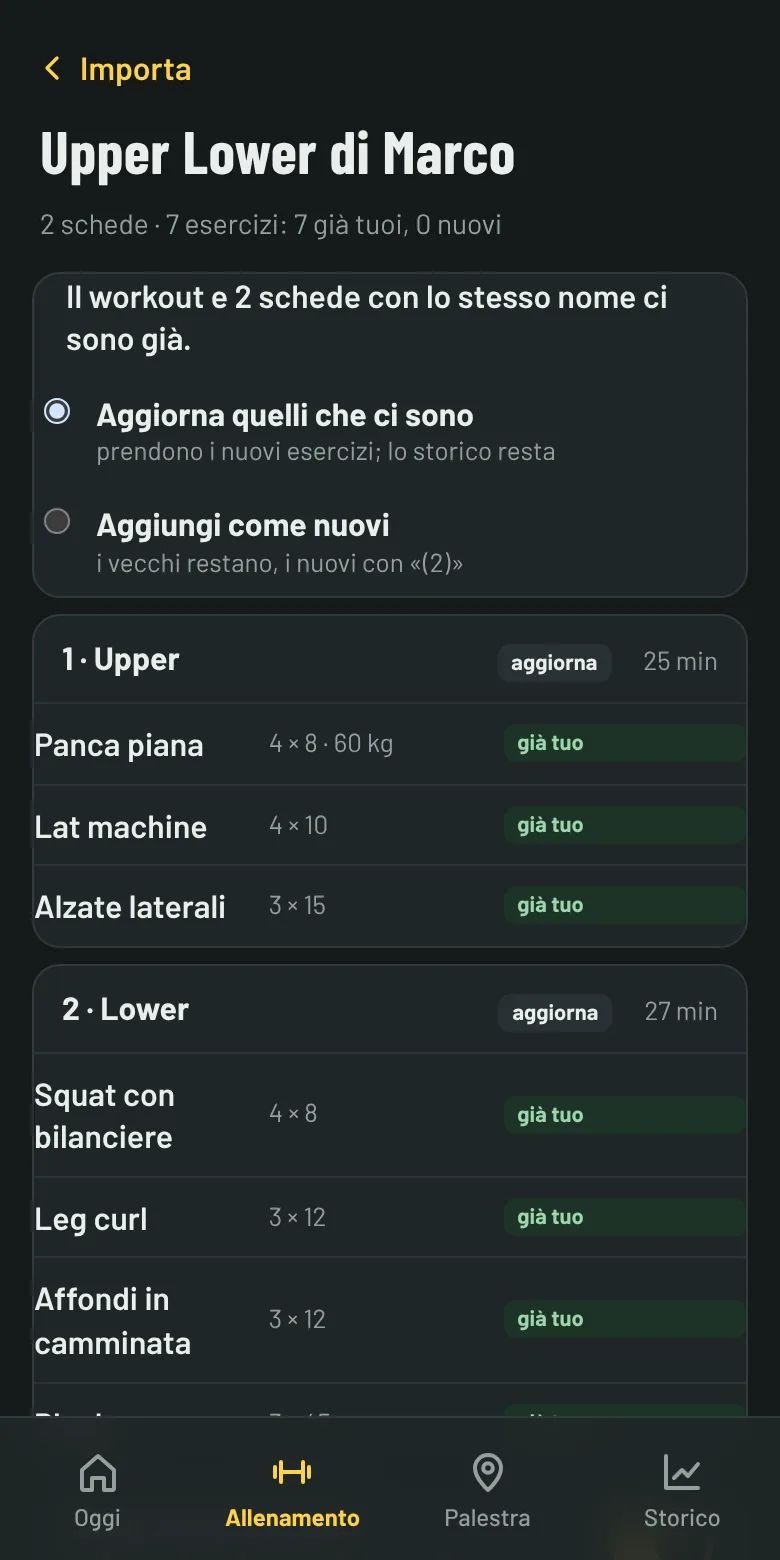 Importa
Upper Lower di Marco
2 schede · 7 esercizi: 7 già tuoi, 0 nuovi
Il workout e 2 schede con lo stesso nome ci
sono già.
Aggiorna quelli che ci sono
prendono i nuovi esercizi; lo storico resta
Aggiungi come nuovi
i vecchi restano, i nuovi con «(2)»
1 · Upper aggiorna 25 min
Panca piana 4 × 8 · 60 kg già tuo
Lat machine 4 × 10 già tuo
Alzate laterali 3 × 15 già tuo
2 · Lower aggiorna 27 min
Squat con
bilanciere 4 × 8 già tuo
Leg curl 3 × 12 già tuo
Affondi in
camminata 3 × 12 già tuo
Oggi Allenamento Palestra Storico